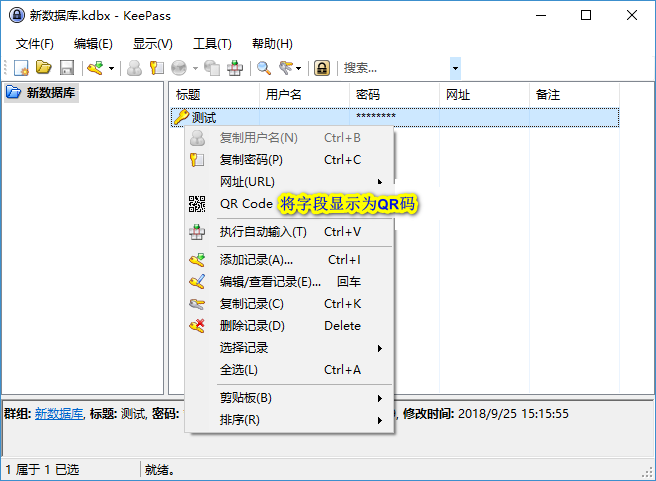 新数据库.kdbx - KeePass
文件(F) 编辑(E) 显示(V) 工具(T) 帮助(H)
搜索...
新数据库
标题 用户名 密码 网址 备注
测试 ********
复制用户名(N) Ctrl+B
复制密码(P) Ctrl+C
网址(URL)
QR Code 将字段显示为QR码
执行自动输入(T) Ctrl+V
添加记录(A)... Ctrl+I
编辑/查看记录(E)... 回车
复制记录(C) Ctrl+K
删除记录(D) Delete
选择记录
全选(L) Ctrl+A
剪贴板(B)
排序(R)
群组: 新数据库, 标题: 测试, 密码: , 修改时间: 2018/9/25 15:15:55
1 属于 1 已选 就绪。